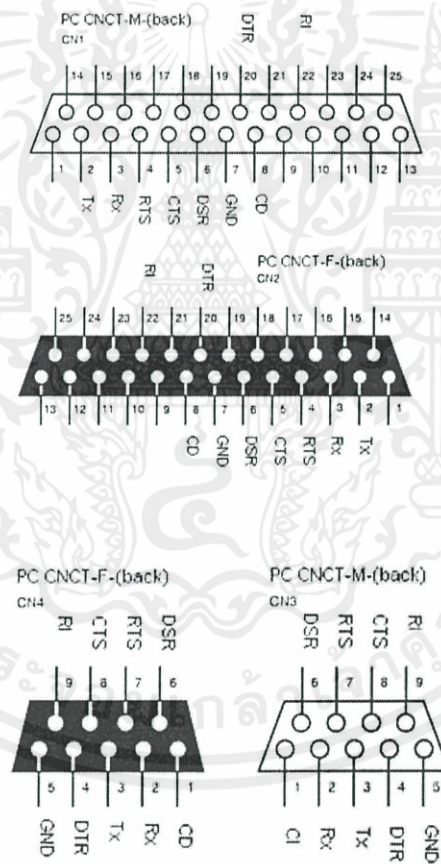 PC CNCT-M-(back)
CN1
DTR RI
14 15 16 17 18 19 20 21 22 23 24 25
1 2 3 4 5 6 7 8 9 10 11 12 13
Tx Rx RTS CTS DSR GND CD
PC CNCT-F-(back)
CN2
RI DTR
25 24 23 22 21 20 19 18 17 16 15 14
13 12 11 10 9 8 7 6 5 4 3 2 1
CD GND DSR CTS RTS Rx Tx
PC CNCT-F-(back)
CN4
RI CTS RTS DSR
9 8 7 6
5 4 3 2 1
GND DTR Tx Rx CD
PC CNCT-M-(back)
CN3
DSR RTS CTS RI
6 7 8 9
1 2 3 4 5
CI Rx Tx DTR GND